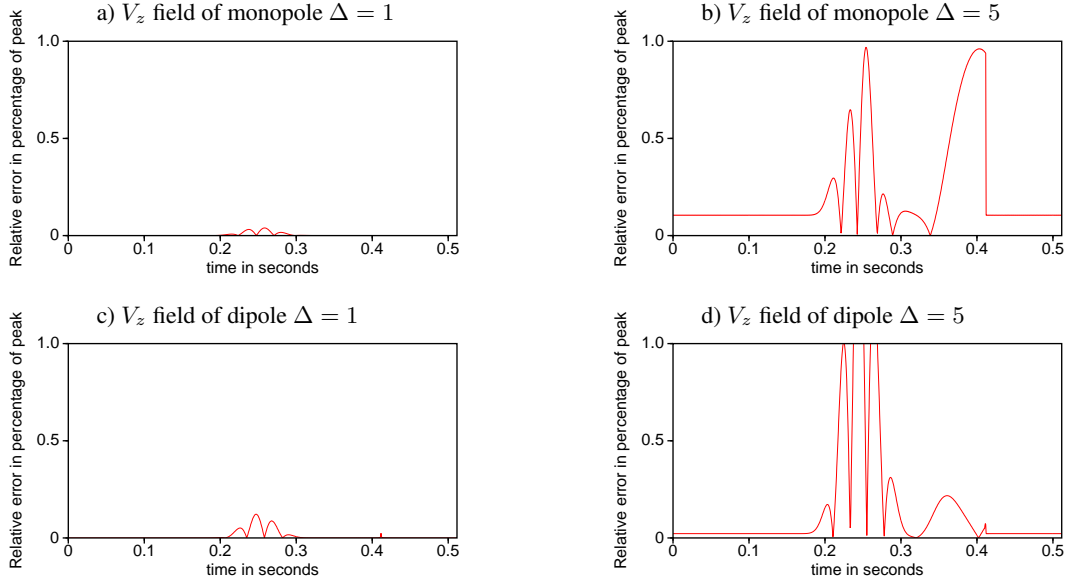 a) V_z field of monopole Δ = 1
Relative error in percentage of peak
1.0
0.5
0
0 0.1 0.2 0.3 0.4 0.5
time in seconds
b) V_z field of monopole Δ = 5
Relative error in percentage of peak
1.0
0.5
0
0 0.1 0.2 0.3 0.4 0.5
time in seconds
c) V_z field of dipole Δ = 1
Relative error in percentage of peak
1.0
0.5
0
0 0.1 0.2 0.3 0.4 0.5
time in seconds
d) V_z field of dipole Δ = 5
Relative error in percentage of peak
1.0
0.5
0
0 0.1 0.2 0.3 0.4 0.5
time in seconds